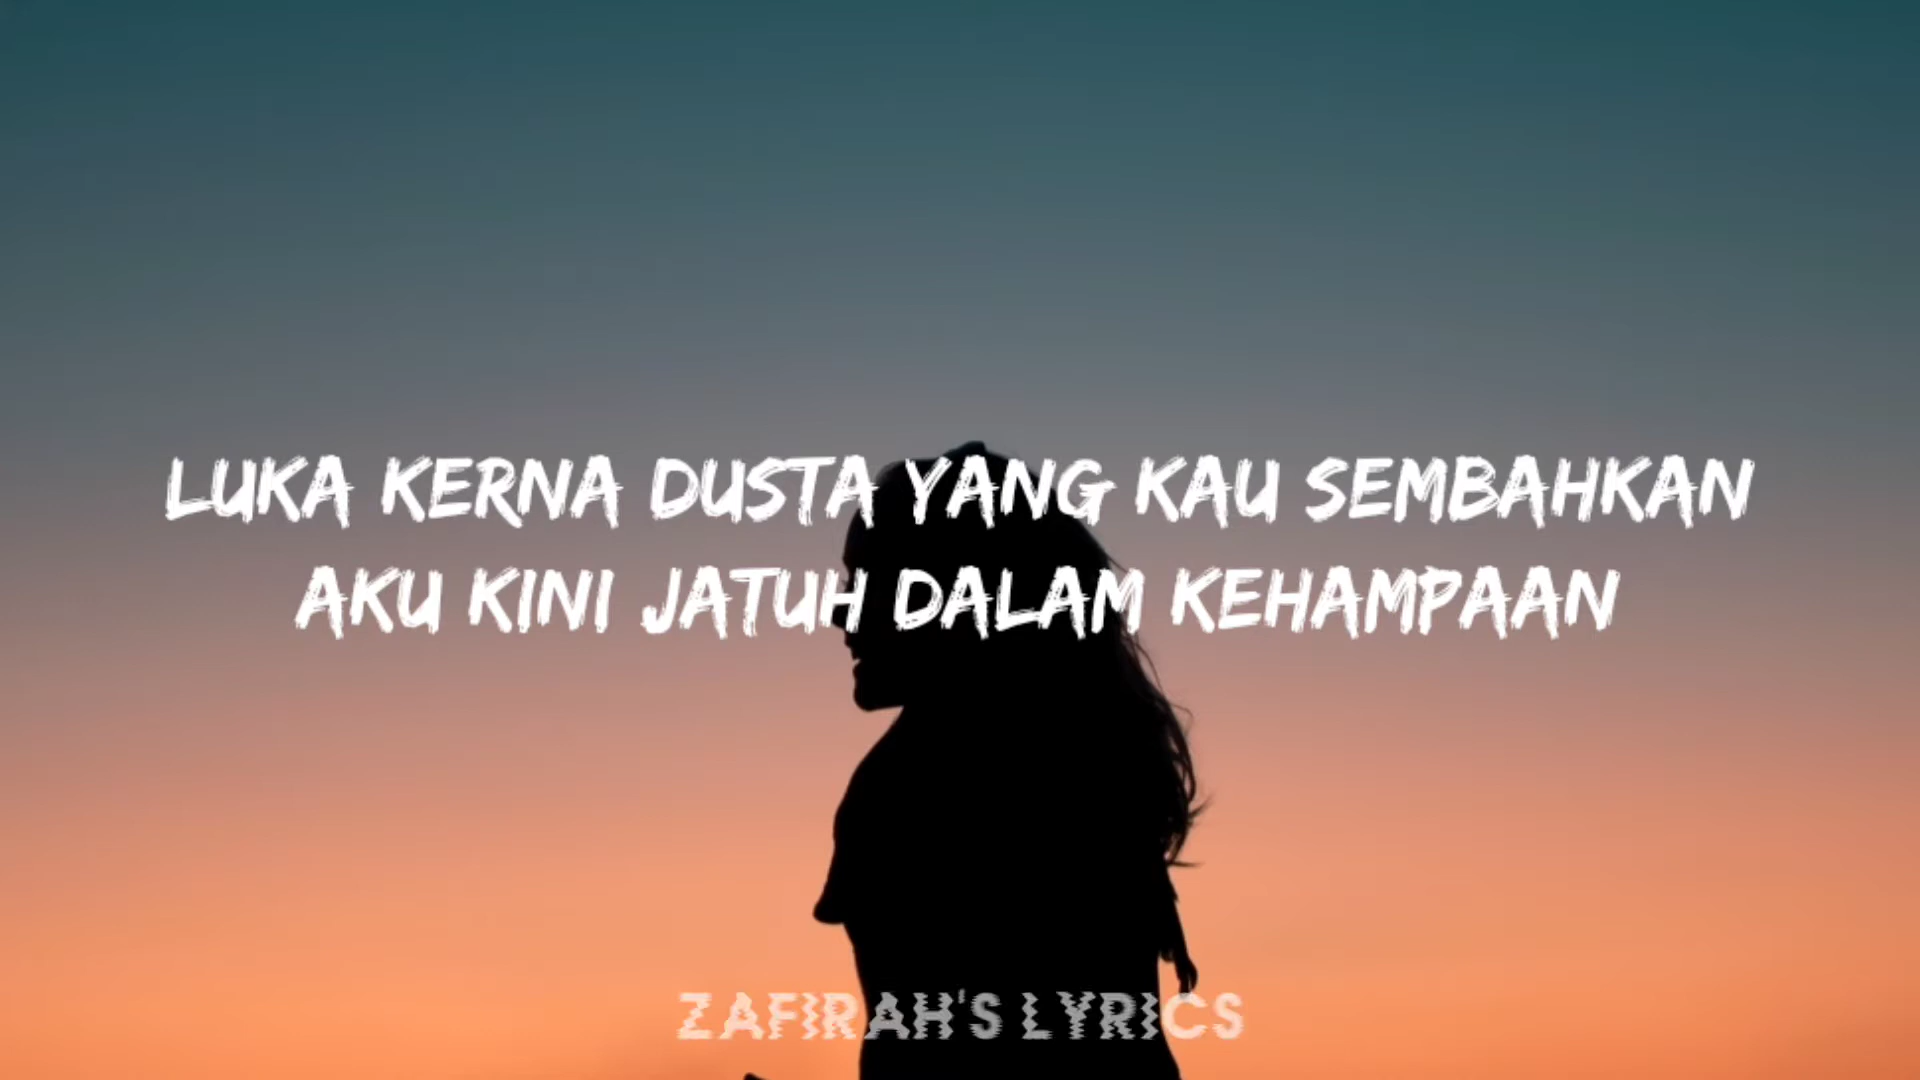 LUKA KERNA DUSTA YANG KAU SEMBAHKAN
AKU KINI JATUH DALAM KEHAMPAAN
ZAFIRAH'S LYRICS